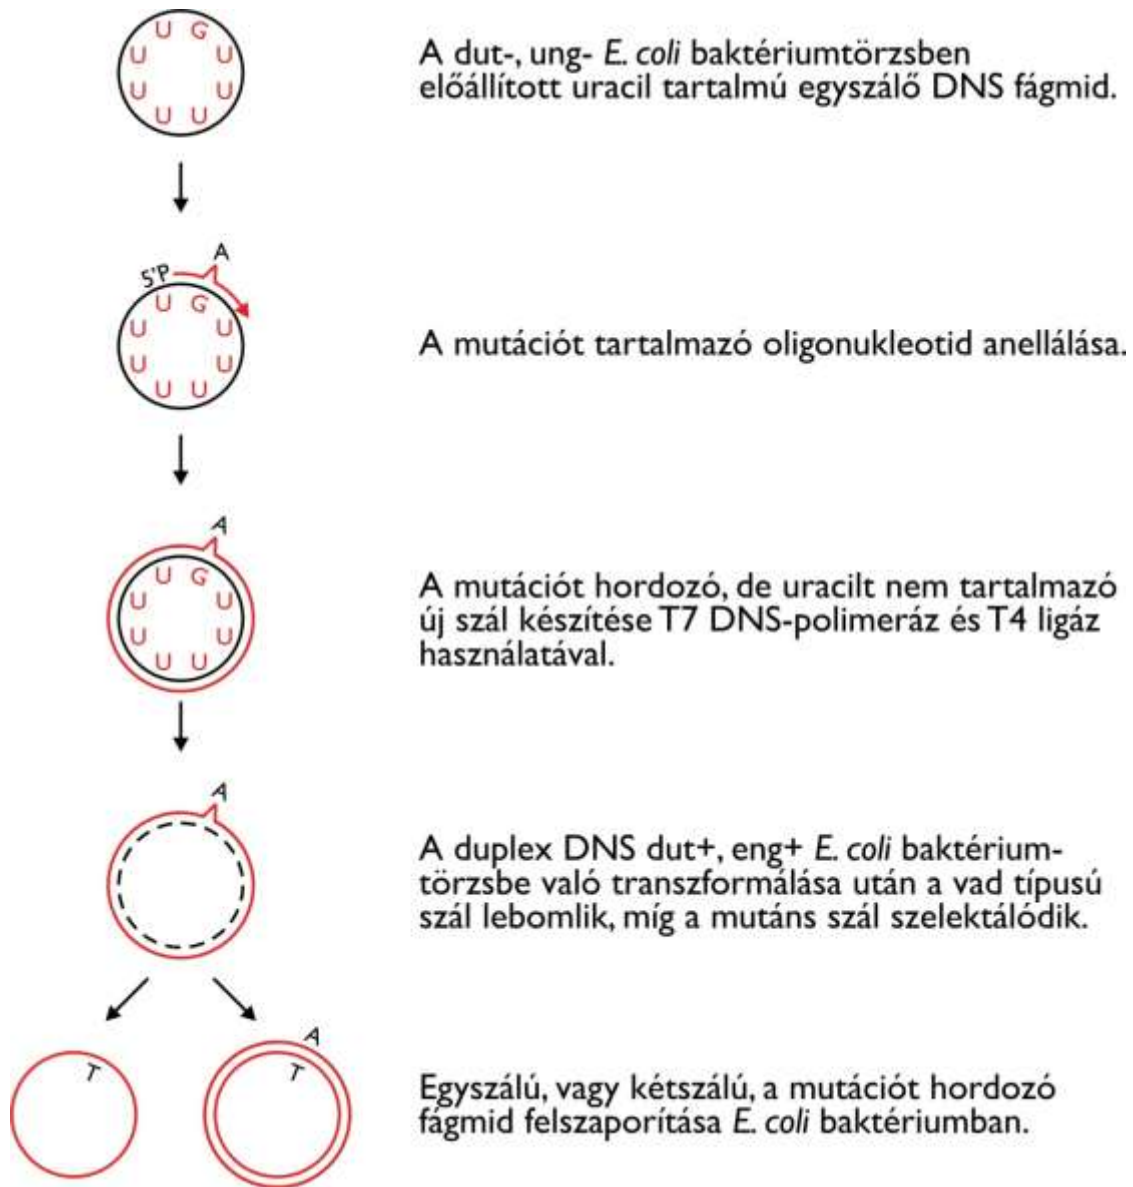 U G
U U
U U
U U
A dut-, ung- E. coli baktériumtörzsben
előállított uracil tartalmú egyszálő DNS fágmid.
A
5'P
U G
U U
U U
U U
A mutációt tartalmazó oligonukleotid anellálása.
A
U G
U U
U U
U U
A mutációt hordozó, de uracilt nem tartalmazó
új szál készítése T7 DNS-polimeráz és T4 ligáz
használatával.
A
A duplex DNS dut+, eng+ E. coli baktérium-
törzsbe való transzformálása után a vad típusú
szál lebomlik, míg a mutáns szál szelektálódik.
T
A
T
Egyszálú, vagy kétszálú, a mutációt hordozó
fágmid felszaporítása E. coli baktériumban.